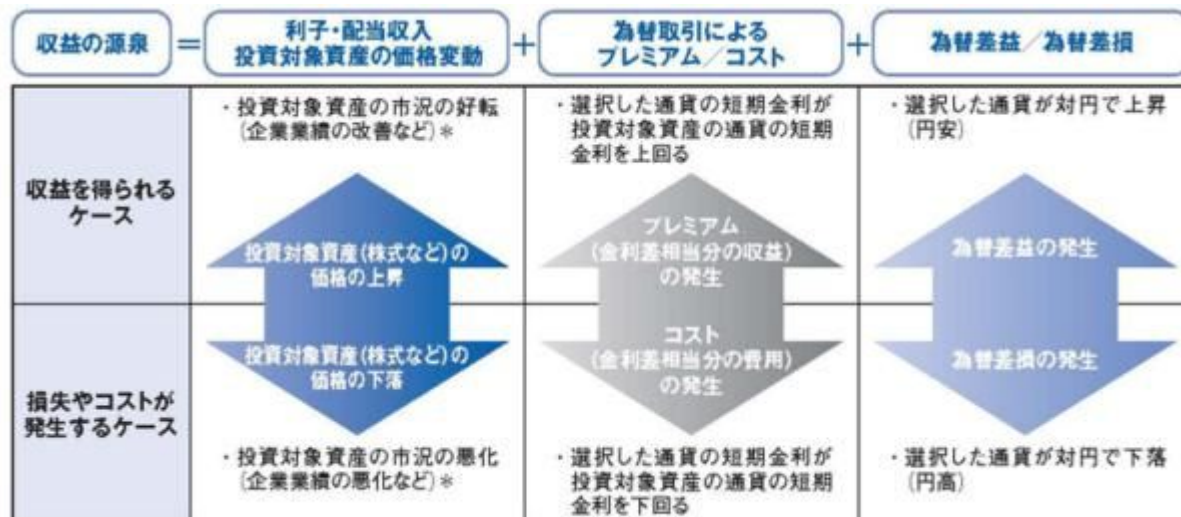 収益の源泉
＝
利子・配当収入
投資対象資産の価格変動
＋
為替取引による
プレミアム／コスト
＋
為替差益／為替差損
収益を得られる
ケース
・投資対象資産の市況の好転
(企業業績の改善など)＊
投資対象資産(株式など)の
価格の上昇
・選択した通貨の短期金利が
投資対象資産の通貨の短期
金利を上回る
プレミアム
(金利差相当分の収益)
の発生
・選択した通貨が対円で上昇
(円安)
為替差益の発生
損失やコストが
発生するケース
投資対象資産(株式など)の
価格の下落
・投資対象資産の市況の悪化
(企業業績の悪化など)＊
コスト
(金利差相当分の費用)
の発生
・選択した通貨の短期金利が
投資対象資産の通貨の短期
金利を下回る
為替差損の発生
・選択した通貨が対円で下落
(円高)